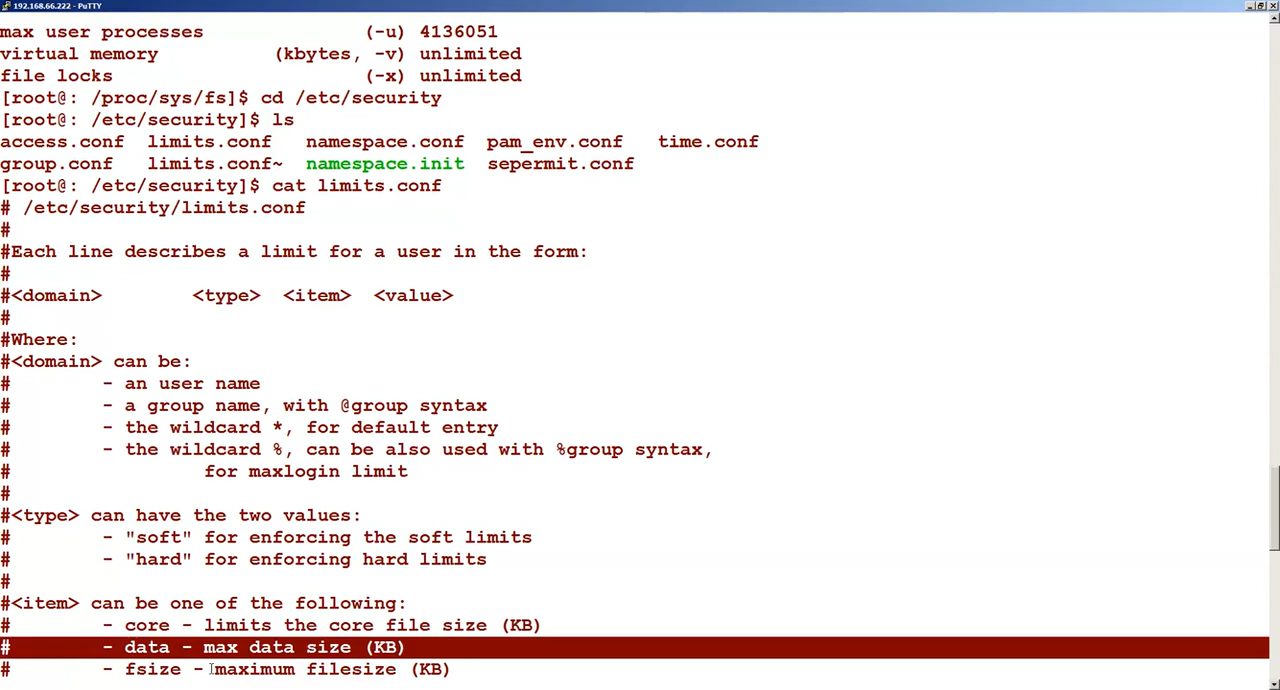 192.168.66.222 - PuTTY
max user processes (-u) 4136051
virtual memory (kbytes, -v) unlimited
file locks (-x) unlimited
[root@: /proc/sys/fs]$ cd /etc/security
[root@: /etc/security]$ ls
access.conf limits.conf namespace.conf pam_env.conf time.conf
group.conf limits.conf~ namespace.init sepermit.conf
[root@: /etc/security]$ cat limits.conf
# /etc/security/limits.conf
#
#Each line describes a limit for a user in the form:
#
#<domain> <type> <item> <value>
#
#Where:
#<domain> can be:
# - an user name
# - a group name, with @group syntax
# - the wildcard *, for default entry
# - the wildcard %, can be also used with %group syntax,
# for maxlogin limit
#
#<type> can have the two values:
# - "soft" for enforcing the soft limits
# - "hard" for enforcing hard limits
#
#<item> can be one of the following:
# - core - limits the core file size (KB)
# - data - max data size (KB)
# - fsize - maximum filesize (KB)